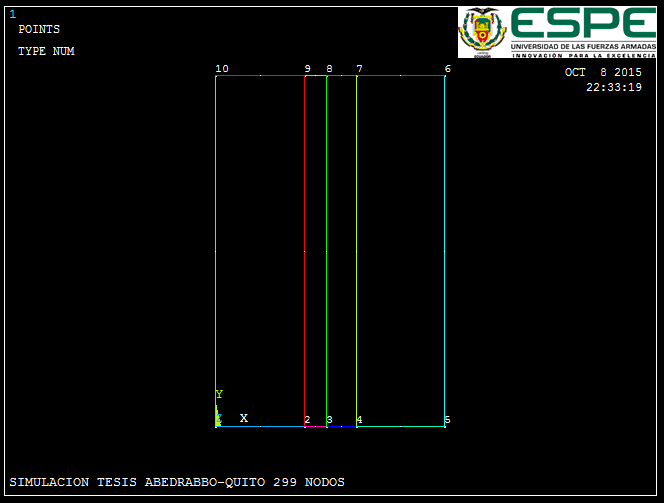 1
POINTS
TYPE NUM
ESPE
UNIVERSIDAD DE LAS FUERZAS ARMADAS
INNOVACIÓN PARA LA EXCELENCIA
OCT 8 2015
22:33:19
10 9 8 7 6
Y
X 2 3 4 5
SIMULACION TESIS ABEDRABBO-QUITO 299 NODOS